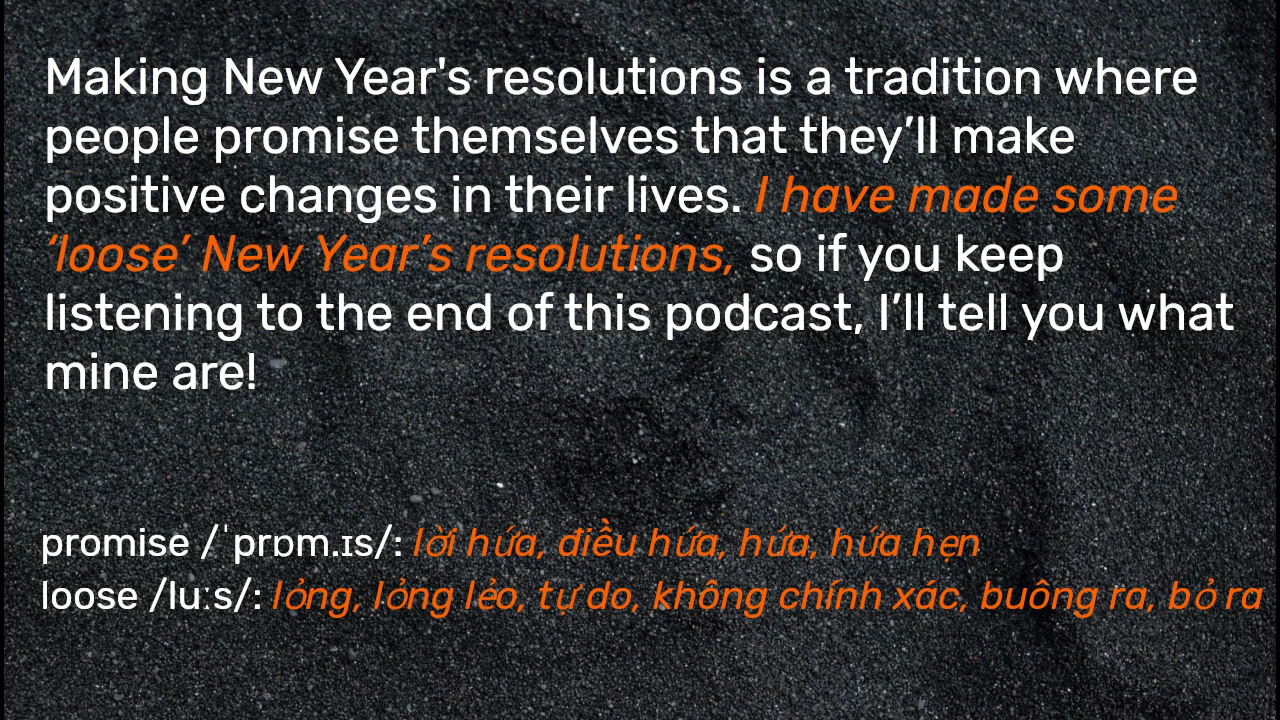 Making New Year's resolutions is a tradition where
people promise themselves that they’ll make
positive changes in their lives. I have made some
‘loose’ New Year’s resolutions, so if you keep
listening to the end of this podcast, I’ll tell you what
mine are!
promise /ˈprɒm.ɪs/: lời hứa, điều hứa, hứa, hứa hẹn
loose /luːs/: lỏng, lỏng lẻo, tự do, không chính xác, buông ra, bỏ ra